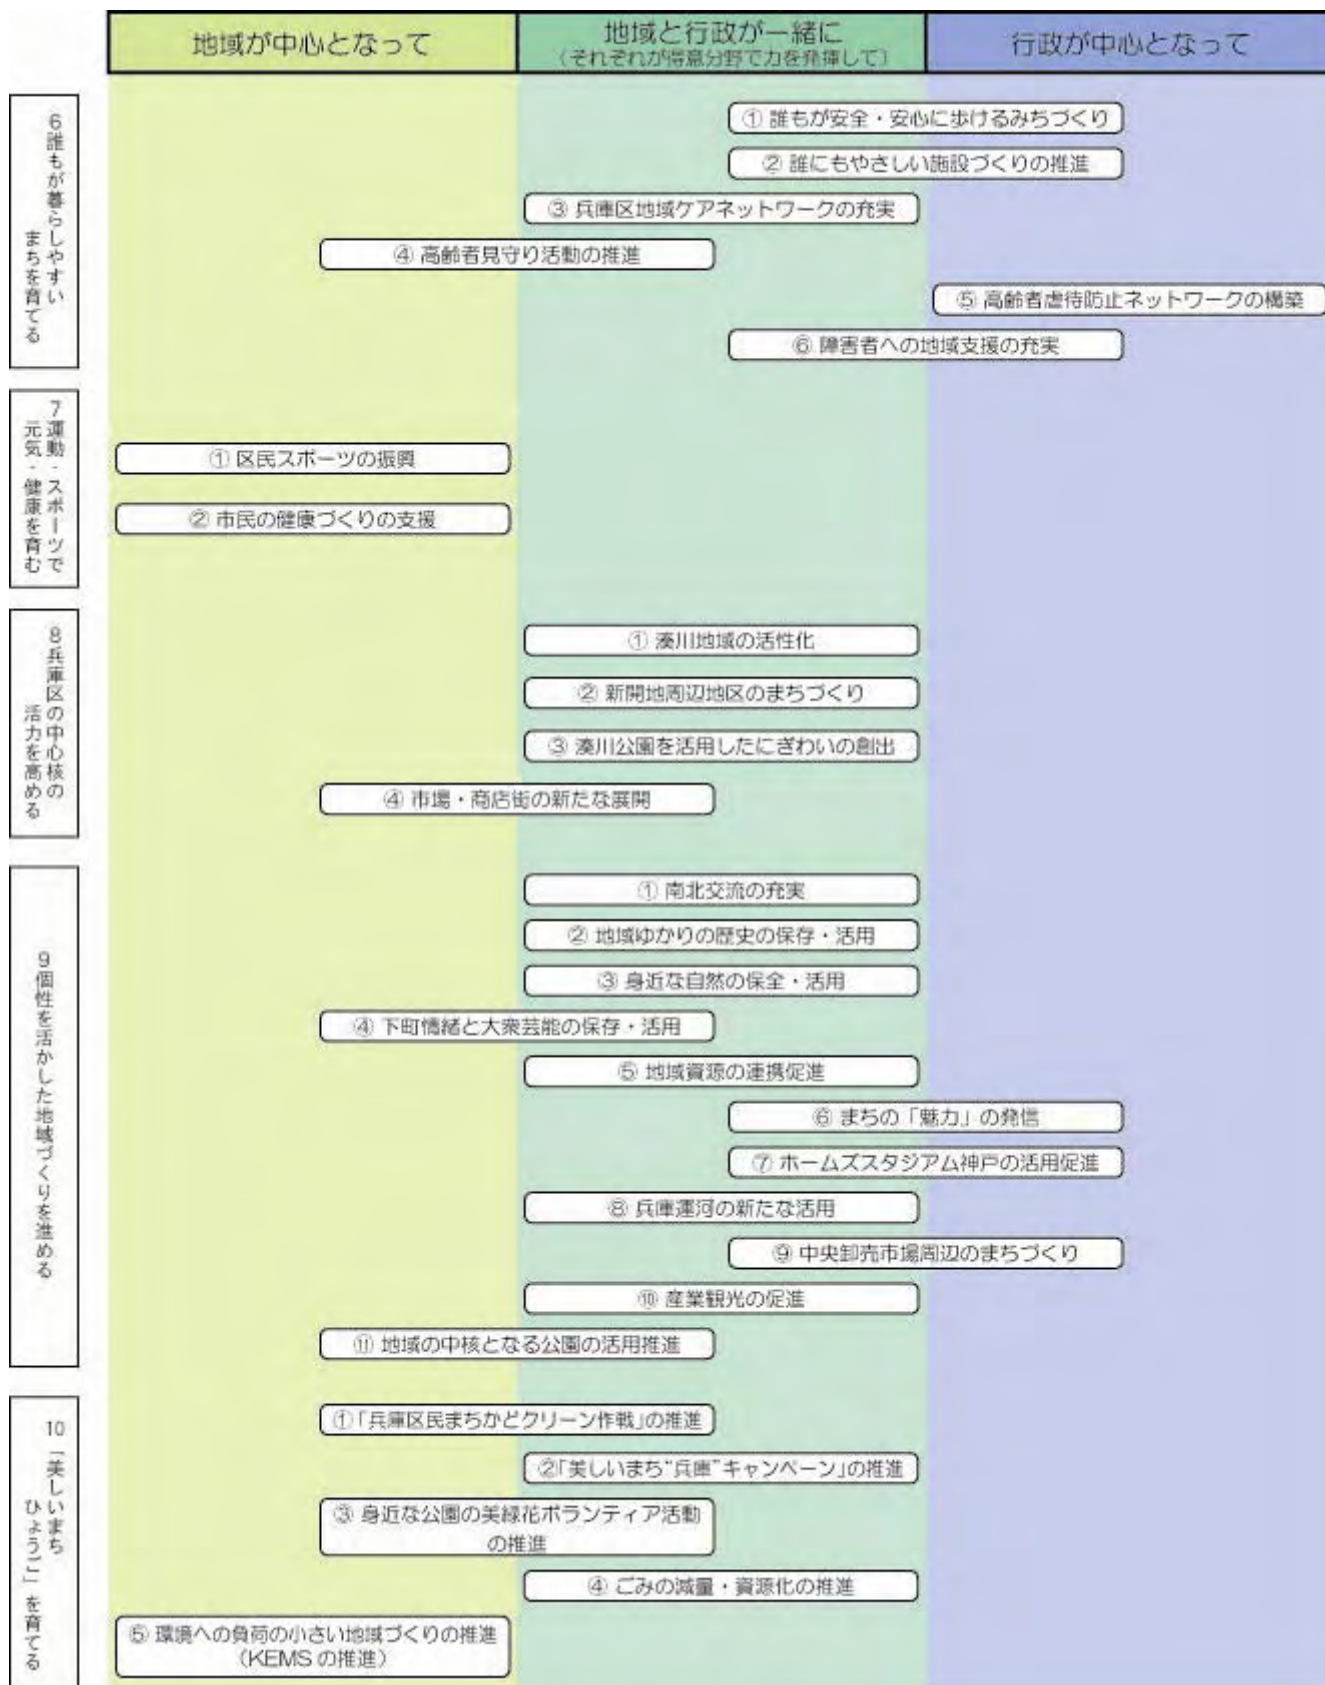 地域が中心となって
地域と行政が一緒に
(それぞれが得意分野で力を発揮して)
行政が中心となって
6誰もが暮らしやすい
まちを育てる
① 誰もが安全・安心に歩けるみちづくり
② 誰にもやさしい施設づくりの推進
③ 兵庫区地域ケアネットワークの充実
④ 高齢者見守り活動の推進
⑤ 高齢者虐待防止ネットワークの構築
⑥ 障害者への地域支援の充実
7運動・スポーツで
元気・健康を育む
① 区民スポーツの振興
② 市民の健康づくりの支援
8兵庫区の中心核の
活力を高める
① 湊川地域の活性化
② 新開地周辺地区のまちづくり
③ 湊川公園を活用したにぎわいの創出
④ 市場・商店街の新たな展開
9個性を活かした地域づくりを進める
① 南北交流の充実
② 地域ゆかりの歴史の保存・活用
③ 身近な自然の保全・活用
④ 下町情緒と大衆芸能の保存・活用
⑤ 地域資源の連携促進
⑥ まちの「魅力」の発信
⑦ ホームズスタジアム神戸の活用促進
⑧ 兵庫運河の新たな活用
⑨ 中央卸売市場周辺のまちづくり
⑩ 産業観光の促進
⑪ 地域の中核となる公園の活用推進
10「美しいまち
ひょうご」を育てる
①「兵庫区民まちかどクリーン作戦」の推進
②「美しいまち"兵庫"キャンペーン」の推進
③ 身近な公園の美緑花ボランティア活動
の推進
④ ごみの減量・資源化の推進
⑤ 環境への負荷の小さい地域づくりの推進
(KEMSの推進)